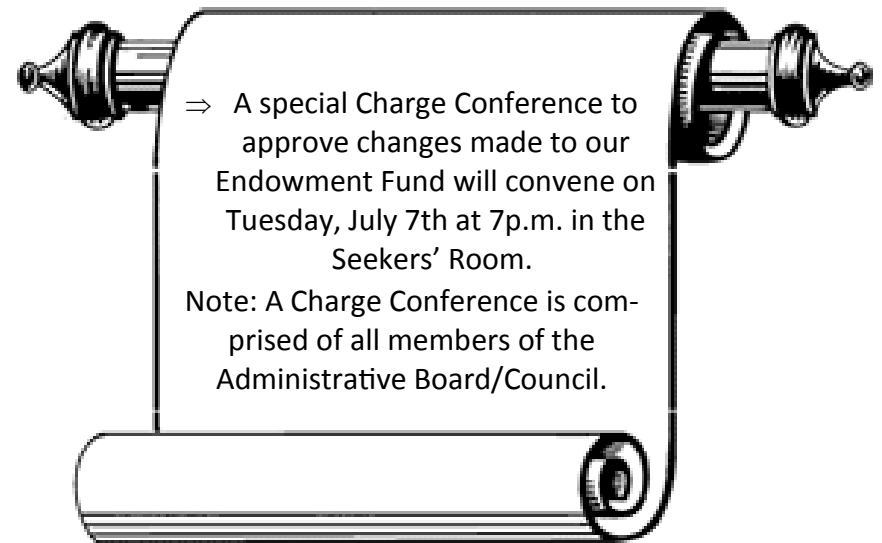 ⇒ A special Charge Conference to
approve changes made to our
Endowment Fund will convene on
Tuesday, July 7th at 7p.m. in the
Seekers’ Room.
Note: A Charge Conference is com-
prised of all members of the
Administrative Board/Council.